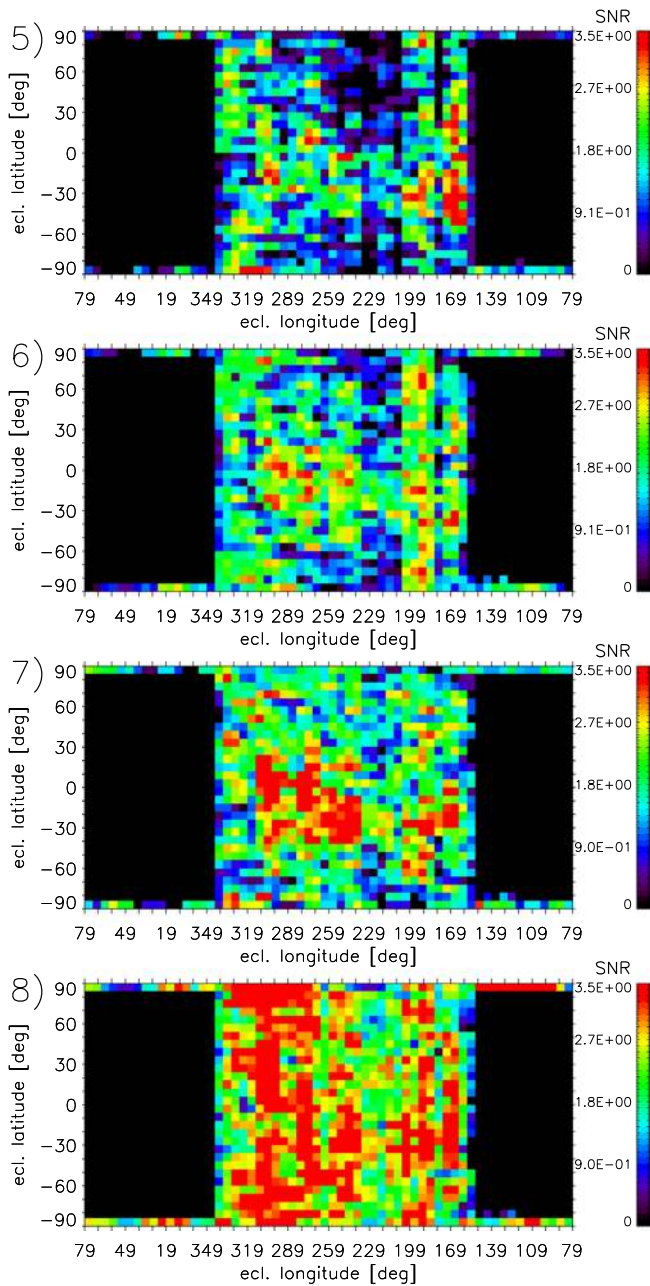 5)
SNR
90
60
30
0
−30
−60
−90
ecl. latitude [deg]
3.5E+00
2.7E+00
1.8E+00
9.1E−01
0
79 49 19 349 319 289 259 229 199 169 139 109 79
ecl. longitude [deg]
6)
SNR
90
60
30
0
−30
−60
−90
ecl. latitude [deg]
3.5E+00
2.7E+00
1.8E+00
9.1E−01
0
79 49 19 349 319 289 259 229 199 169 139 109 79
ecl. longitude [deg]
7)
SNR
90
60
30
0
−30
−60
−90
ecl. latitude [deg]
3.5E+00
2.7E+00
1.8E+00
9.0E−01
0
79 49 19 349 319 289 259 229 199 169 139 109 79
ecl. longitude [deg]
8)
SNR
90
60
30
0
−30
−60
−90
ecl. latitude [deg]
3.5E+00
2.7E+00
1.8E+00
9.0E−01
0
79 49 19 349 319 289 259 229 199 169 139 109 79
ecl. longitude [deg]